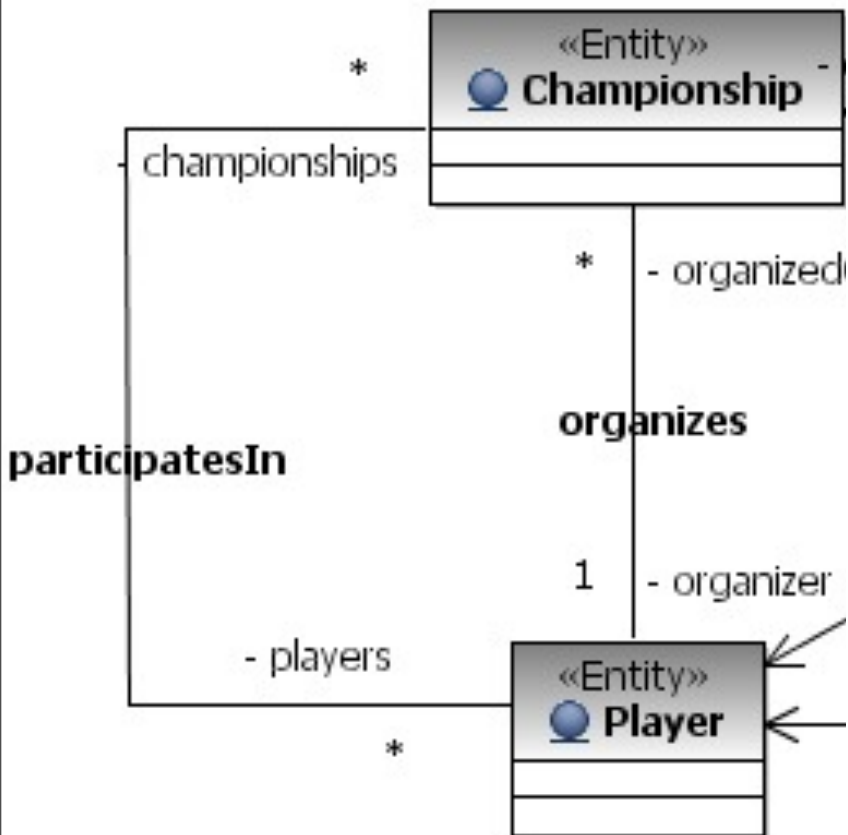 «Entity»
Championship
*
-
- championships
*
- organized
organizes
participatesIn
1
- organizer
- players
*
«Entity»
Player